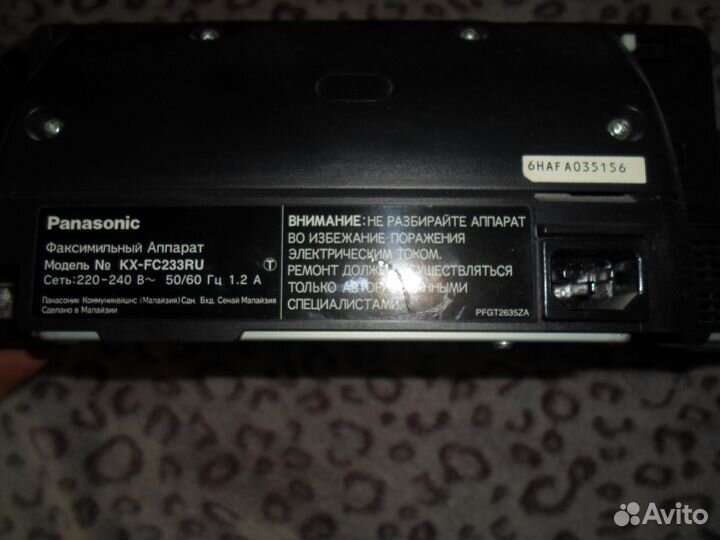 6HAFA035156
Panasonic
Факсимильный Аппарат
Модель № KX-FC233RU
Сеть:220-240 В~ 50/60 Гц 1.2 А
Панасоник Коммуникейшнс (Малайзия) Сдн. Бхд. Сенай Малайзия
Сделано в Малайзии
T
ВНИМАНИЕ: НЕ РАЗБИРАЙТЕ АППАРАТ
ВО ИЗБЕЖАНИЕ ПОРАЖЕНИЯ
ЭЛЕКТРИЧЕСКИМ ТОКОМ.
РЕМОНТ ДОЛЖЕН ОСУЩЕСТВЛЯТЬСЯ
ТОЛЬКО АВТОРИЗОВАННЫМИ
СПЕЦИАЛИСТАМИ.
PFGT2635ZA
Avito